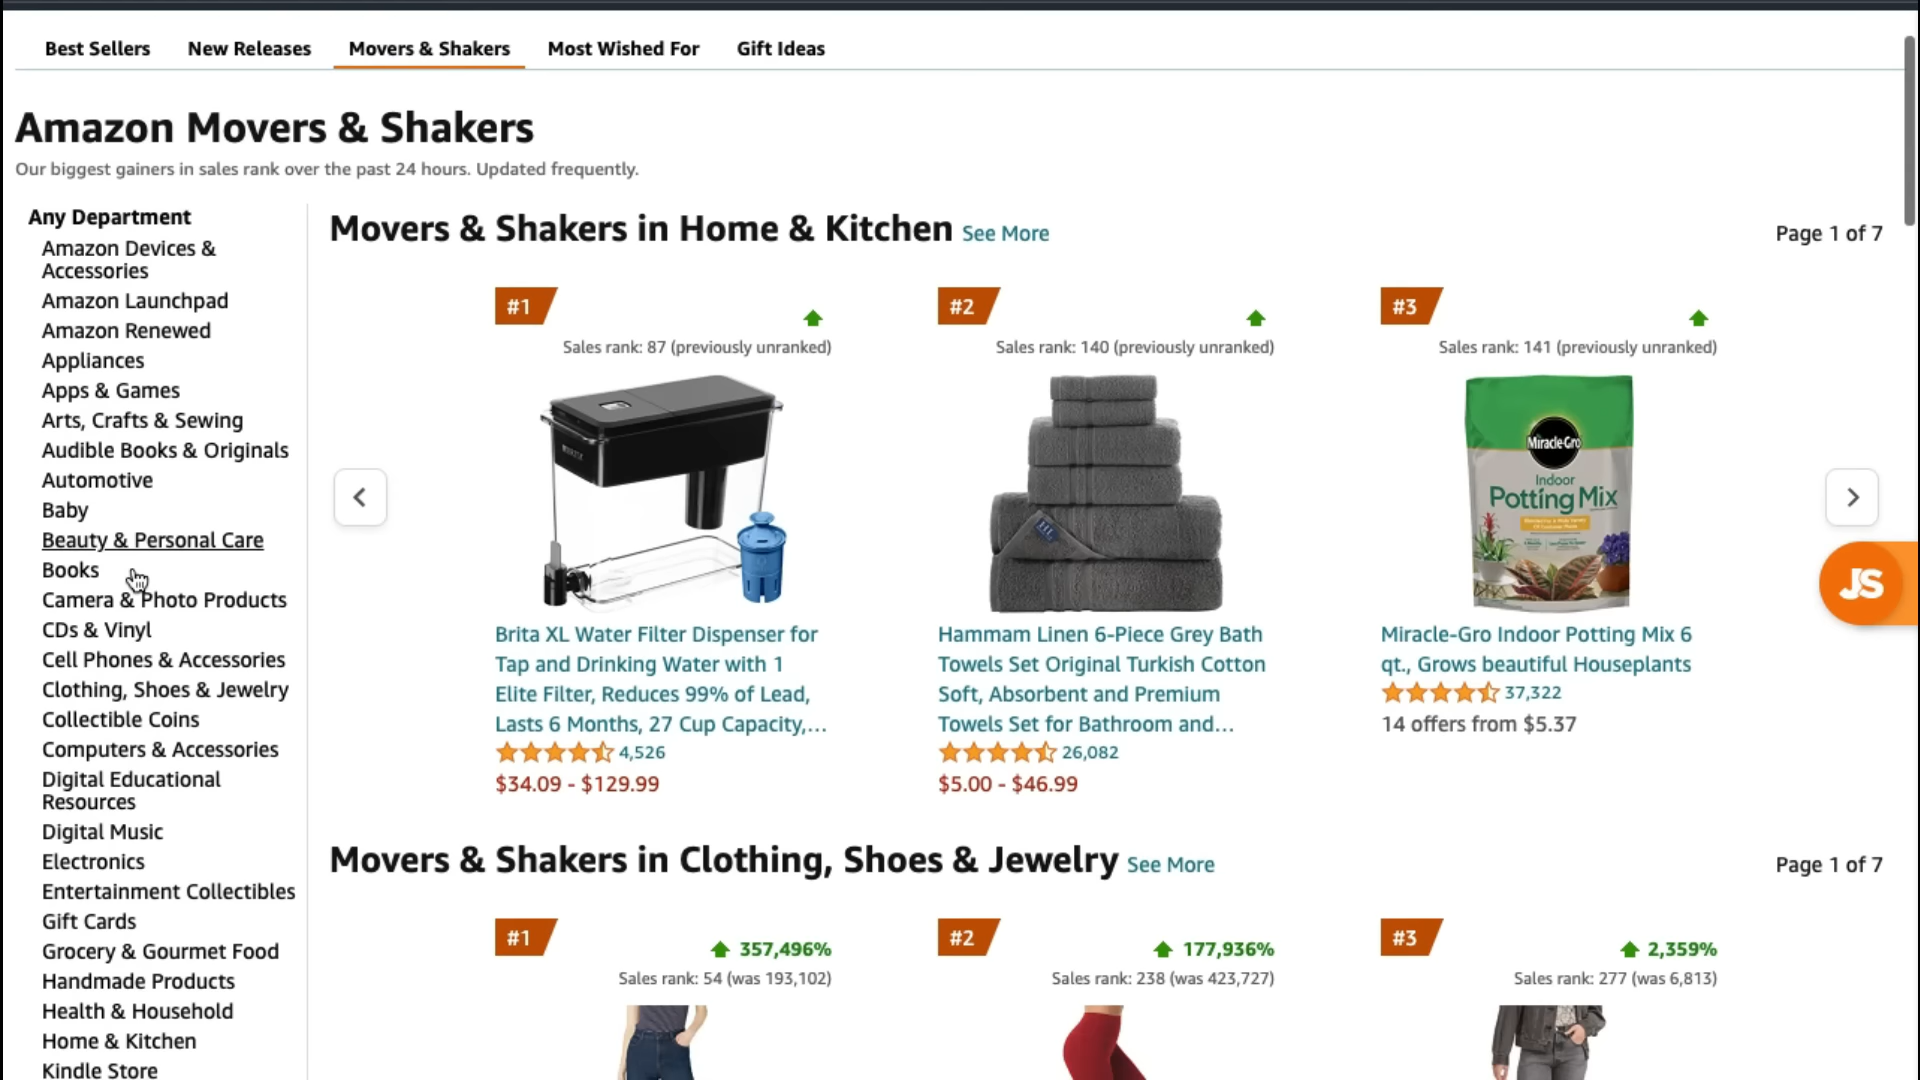 Best Sellers New Releases Movers & Shakers Most Wished For Gift Ideas
Amazon Movers & Shakers
Our biggest gainers in sales rank over the past 24 hours. Updated frequently.
Any Department
Amazon Devices &
Accessories
Amazon Launchpad
Amazon Renewed
Appliances
Apps & Games
Arts, Crafts & Sewing
Audible Books & Originals
Automotive
Baby
Beauty & Personal Care
Books
Camera & Photo Products
CDs & Vinyl
Cell Phones & Accessories
Clothing, Shoes & Jewelry
Collectible Coins
Computers & Accessories
Digital Educational
Resources
Digital Music
Electronics
Entertainment Collectibles
Gift Cards
Grocery & Gourmet Food
Handmade Products
Health & Household
Home & Kitchen
Kindle Store
Movers & Shakers in Home & Kitchen See More
Page 1 of 7
#1
Sales rank: 87 (previously unranked)
Brita XL Water Filter Dispenser for
Tap and Drinking Water with 1
Elite Filter, Reduces 99% of Lead,
Lasts 6 Months, 27 Cup Capacity,...
4,526
$34.09 - $129.99
#2
Sales rank: 140 (previously unranked)
Hammam Linen 6-Piece Grey Bath
Towels Set Original Turkish Cotton
Soft, Absorbent and Premium
Towels Set for Bathroom and...
26,082
$5.00 - $46.99
#3
Sales rank: 141 (previously unranked)
Miracle-Gro
Indoor
Potting Mix
Miracle-Gro Indoor Potting Mix 6
qt., Grows beautiful Houseplants
37,322
14 offers from $5.37
JS
Movers & Shakers in Clothing, Shoes & Jewelry See More
Page 1 of 7
#1
357,496%
Sales rank: 54 (was 193,102)
#2
177,936%
Sales rank: 238 (was 423,727)
#3
2,359%
Sales rank: 277 (was 6,813)